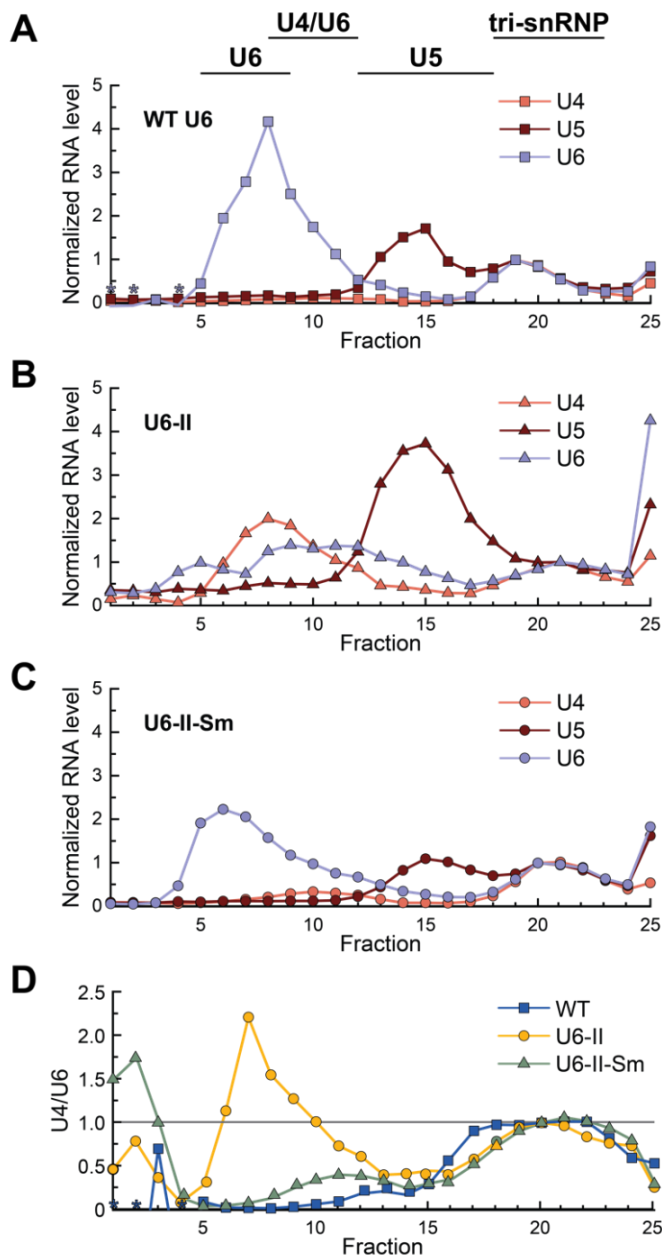 A
U4/U6
tri-snRNP
U6
U5
WT U6
U4
U5
U6
Normalized RNA level
5
4
3
2
1
0
* * *
5 10 15 20 25
Fraction
B
U6-II
U4
U5
U6
Normalized RNA level
5
4
3
2
1
0
5 10 15 20 25
Fraction
C
U6-II-Sm
U4
U5
U6
Normalized RNA level
5
4
3
2
1
0
5 10 15 20 25
Fraction
D
WT
U6-II
U6-II-Sm
U4/U6
2.5
2.0
1.5
1.0
0.5
0
* * *
5 10 15 20 25
Fraction